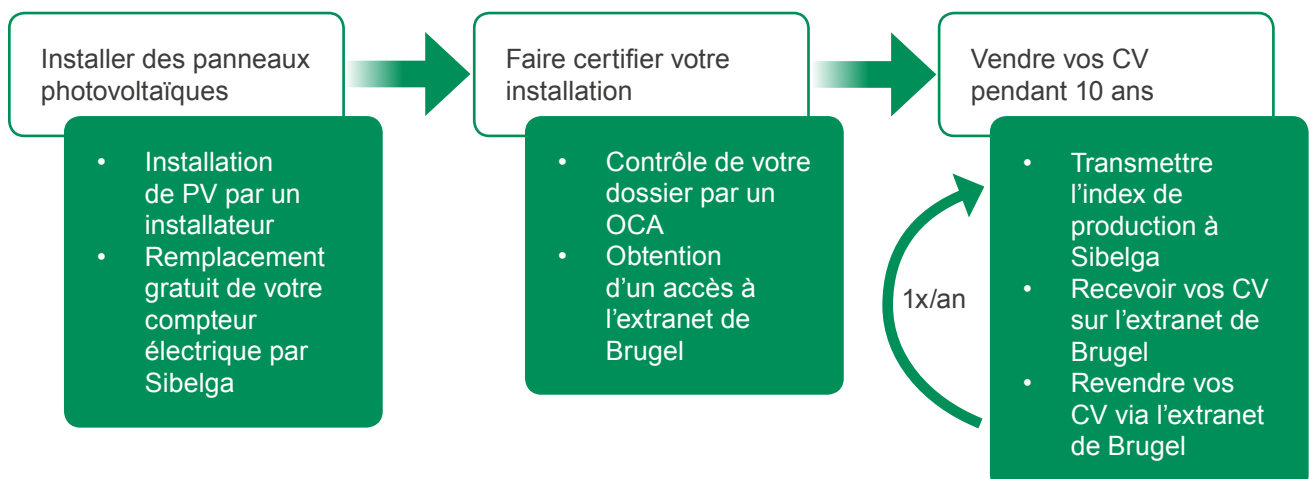 Installer des panneaux
photovoltaïques
• Installation
de PV par un
installateur
• Remplacement
gratuit de votre
compteur
électrique par
Sibelga
Faire certifier votre
installation
• Contrôle de votre
dossier par un
OCA
• Obtention
d'un accès à
l'extranet de
Brugel
Vendre vos CV
pendant 10 ans
1x/an
• Transmettre
l'index de
production à
Sibelga
• Recevoir vos CV
sur l'extranet de
Brugel
• Revendre vos
CV via l'extranet
de Brugel